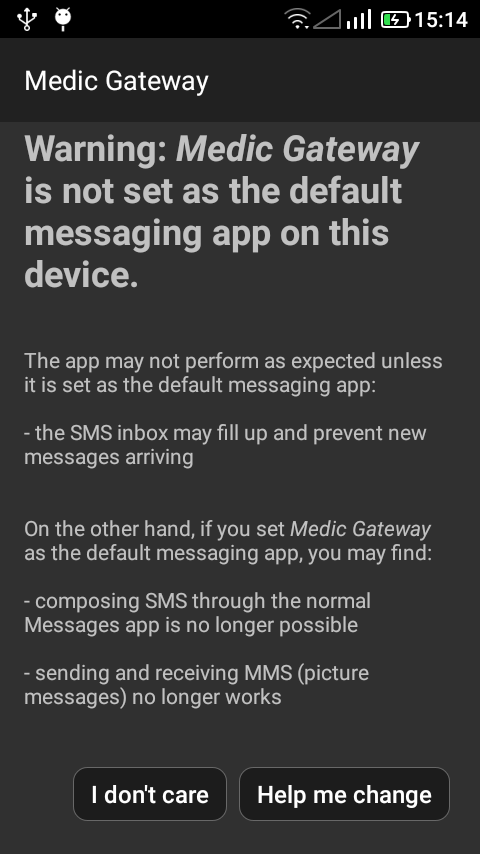 15:14
Medic Gateway
Warning: Medic Gateway
is not set as the default
messaging app on this
device.
The app may not perform as expected unless
it is set as the default messaging app:
- the SMS inbox may fill up and prevent new
messages arriving
On the other hand, if you set Medic Gateway
as the default messaging app, you may find:
- composing SMS through the normal
Messages app is no longer possible
- sending and receiving MMS (picture
messages) no longer works
I don't care
Help me change